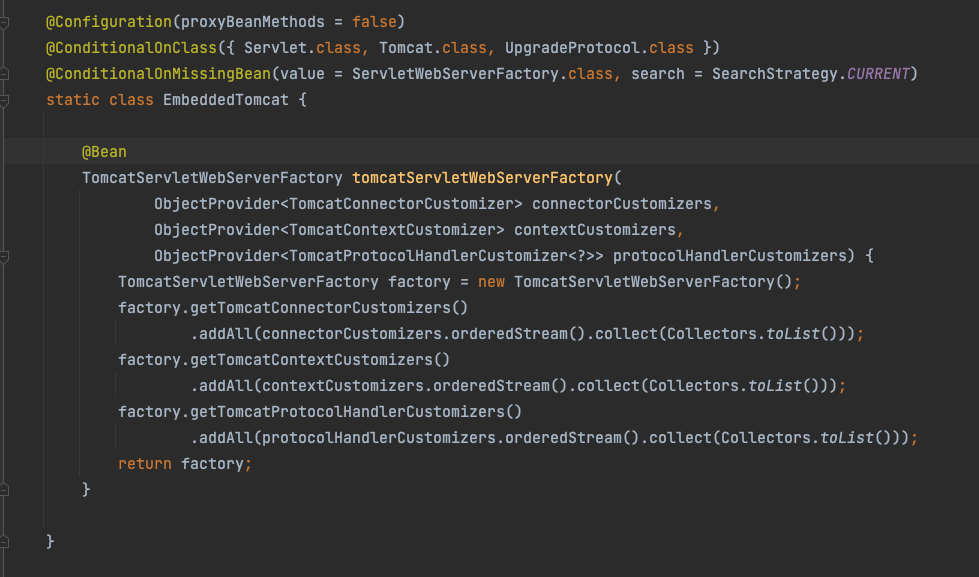 @Configuration(proxyBeanMethods = false)
@ConditionalOnClass({ Servlet.class, Tomcat.class, UpgradeProtocol.class })
@ConditionalOnMissingBean(value = ServletWebServerFactory.class, search = SearchStrategy.CURRENT)
static class EmbeddedTomcat {
@Bean
TomcatServletWebServerFactory tomcatServletWebServerFactory(
ObjectProvider<TomcatConnectorCustomizer> connectorCustomizers,
ObjectProvider<TomcatContextCustomizer> contextCustomizers,
ObjectProvider<TomcatProtocolHandlerCustomizer<?>> protocolHandlerCustomizers) {
TomcatServletWebServerFactory factory = new TomcatServletWebServerFactory();
factory.getTomcatConnectorCustomizers()
.addAll(connectorCustomizers.orderedStream().collect(Collectors.toList()));
factory.getTomcatContextCustomizers()
.addAll(contextCustomizers.orderedStream().collect(Collectors.toList()));
factory.getTomcatProtocolHandlerCustomizers()
.addAll(protocolHandlerCustomizers.orderedStream().collect(Collectors.toList()));
return factory;
}
}